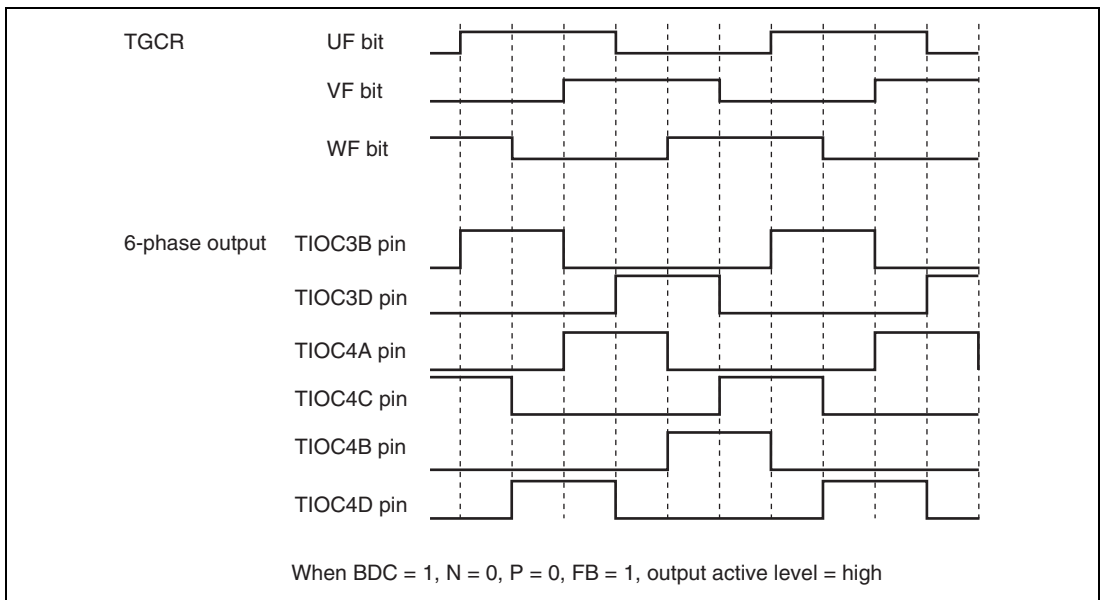 TGCR UF bit
VF bit
WF bit
6-phase output TIOC3B pin
TIOC3D pin
TIOC4A pin
TIOC4C pin
TIOC4B pin
TIOC4D pin
When BDC = 1, N = 0, P = 0, FB = 1, output active level = high